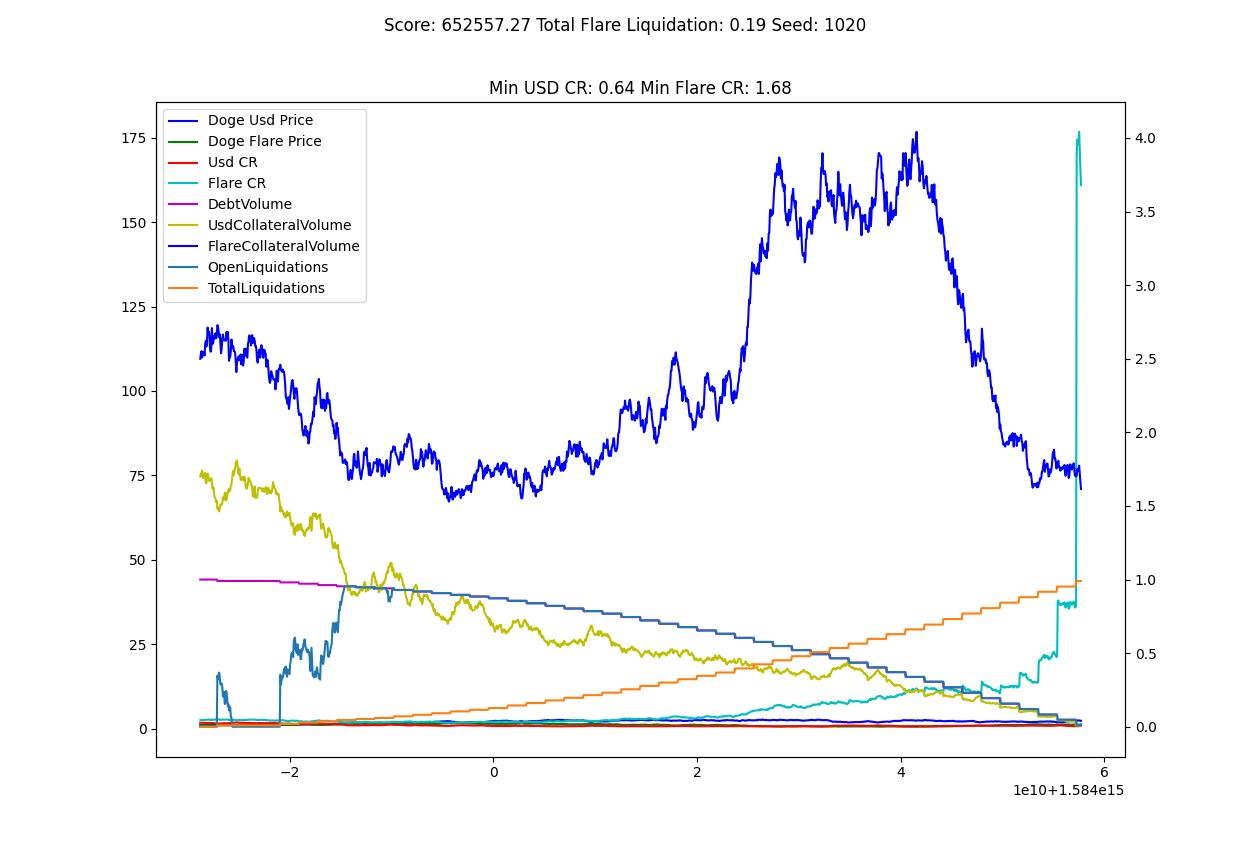 Score: 652557.27 Total Flare Liquidation: 0.19 Seed: 1020
Min USD CR: 0.64 Min Flare CR: 1.68
Doge Usd Price
Doge Flare Price
Usd CR
Flare CR
DebtVolume
UsdCollateralVolume
FlareCollateralVolume
OpenLiquidations
TotalLiquidations
175
150
125
100
75
50
25
0
4.0
3.5
3.0
2.5
2.0
1.5
1.0
0.5
0.0
−2
0
2
4
6
1e10+1.584e15